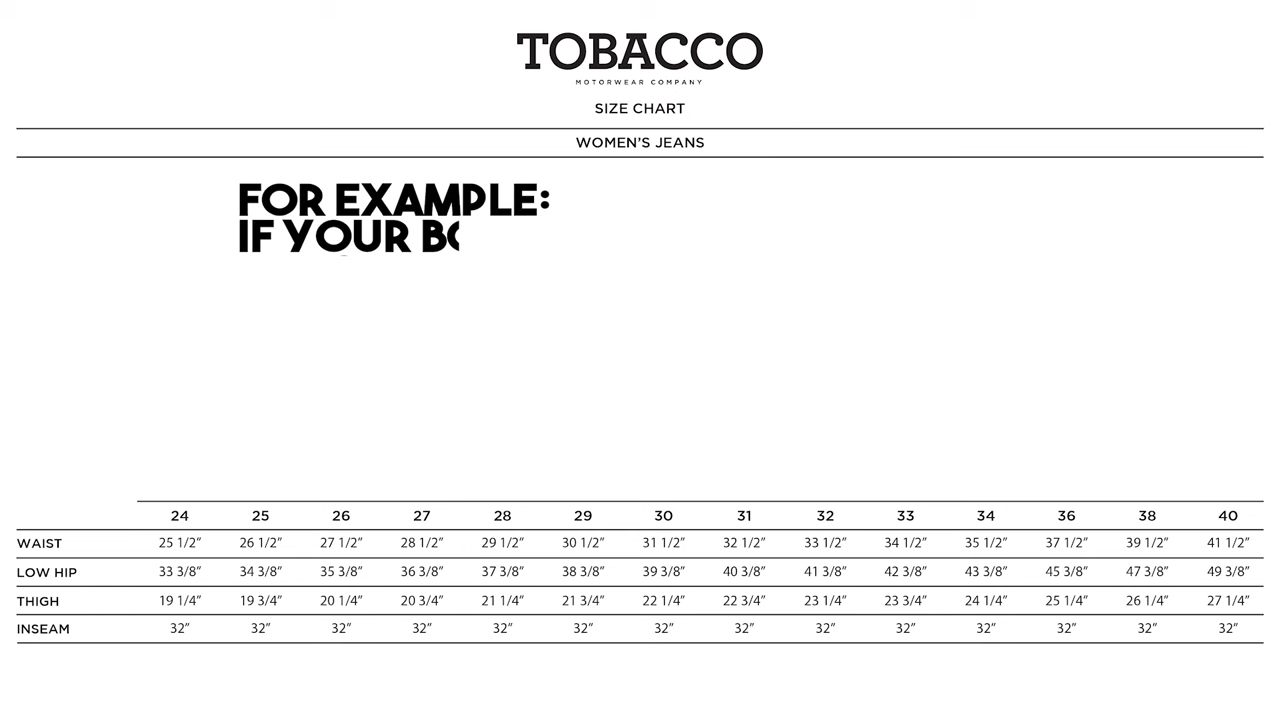 TOBACCO
MOTORWEAR COMPANY
SIZE CHART
WOMEN'S JEANS
FOR EXAMPLE:
IF YOUR
24 25 26 27 28 29 30 31 32 33 34 36 38 40
WAIST 25 1/2" 26 1/2" 27 1/2" 28 1/2" 29 1/2" 30 1/2" 31 1/2" 32 1/2" 33 1/2" 34 1/2" 35 1/2" 37 1/2" 39 1/2" 41 1/2"
LOW HIP 33 3/8" 34 3/8" 35 3/8" 36 3/8" 37 3/8" 38 3/8" 39 3/8" 40 3/8" 41 3/8" 42 3/8" 43 3/8" 45 3/8" 47 3/8" 49 3/8"
THIGH 19 1/4" 19 3/4" 20 1/4" 20 3/4" 21 1/4" 21 3/4" 22 1/4" 22 3/4" 23 1/4" 23 3/4" 24 1/4" 25 1/4" 26 1/4" 27 1/4"
INSEAM 32" 32" 32" 32" 32" 32" 32" 32" 32" 32" 32" 32" 32" 32"